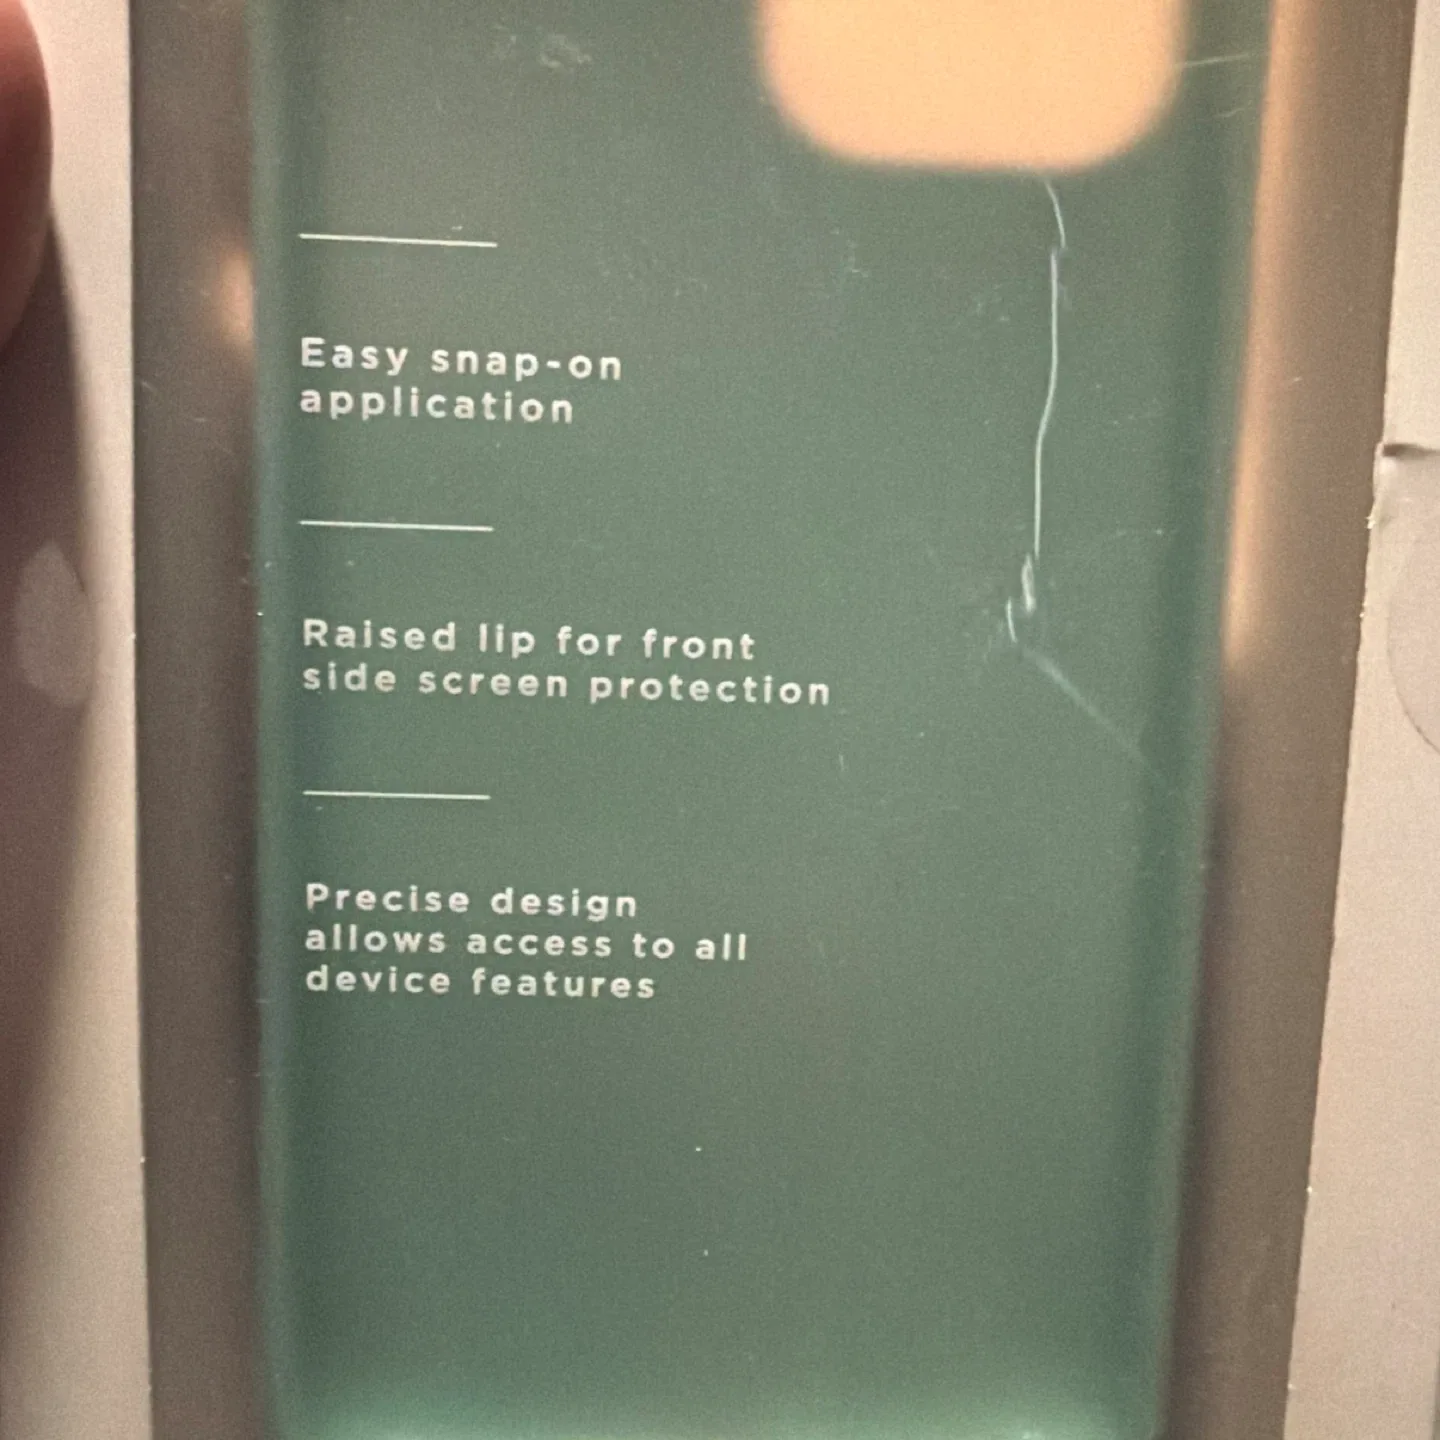 Easy snap-on
application
Raised lip for front
side screen protection
Precise design
allows access to all
device features